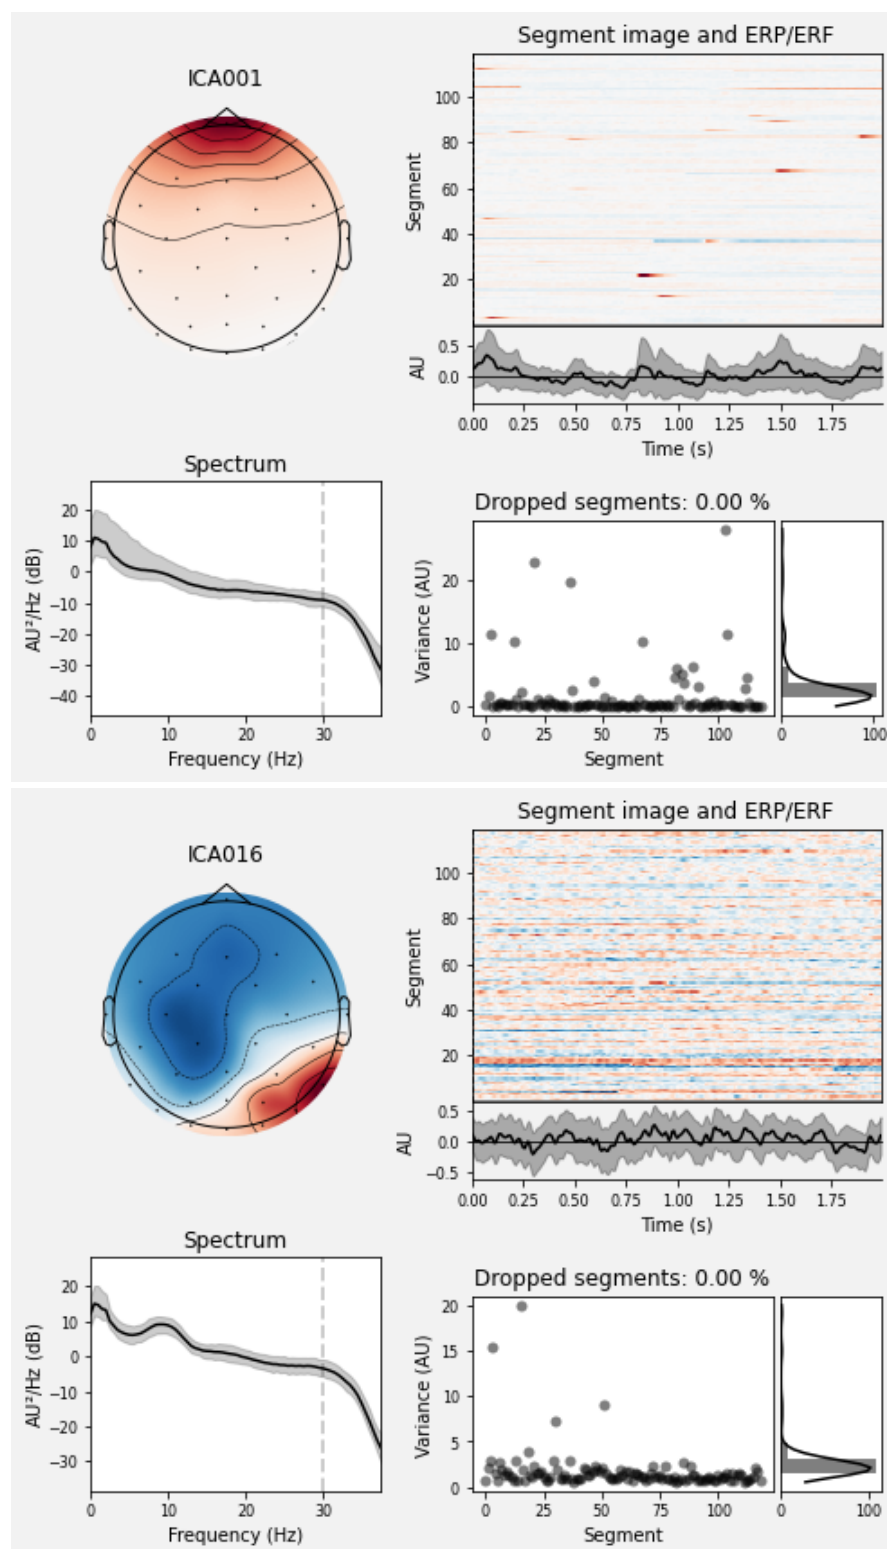 Segment image and ERP/ERF
ICA001
Segment
100
80
60
40
20
AU
0.5
0.0
0.00 0.25 0.50 0.75 1.00 1.25 1.50 1.75
Time (s)
Spectrum
AU²/Hz (dB)
20
10
0
−10
−20
−30
−40
0 10 20 30
Frequency (Hz)
Dropped segments: 0.00 %
Variance (AU)
20
10
0
0 25 50 75 100
Segment
0 100
Segment image and ERP/ERF
ICA016
Segment
100
80
60
40
20
AU
0.5
0.0
−0.5
0.00 0.25 0.50 0.75 1.00 1.25 1.50 1.75
Time (s)
Spectrum
AU²/Hz (dB)
20
10
0
−10
−20
−30
0 10 20 30
Frequency (Hz)
Dropped segments: 0.00 %
Variance (AU)
20
15
10
5
0
0 25 50 75 100
Segment
0 100